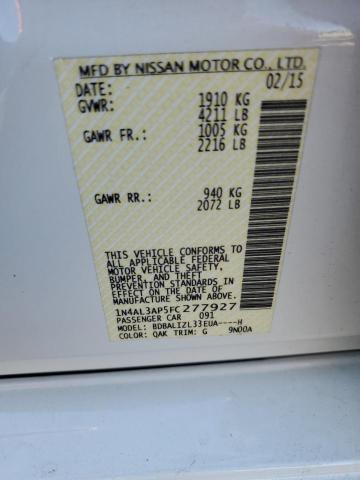 MFD BY NISSAN MOTOR CO., LTD.
DATE: 02/15
GVWR: 1910 KG
4211 LB
GAWR FR.: 1005 KG
2216 LB
GAWR RR.: 940 KG
2072 LB
THIS VEHICLE CONFORMS TO
ALL APPLICABLE FEDERAL
MOTOR VEHICLE SAFETY,
BUMPER, AND THEFT
PREVENTION STANDARDS
IN EFFECT ON THE DATE OF
MANUFACTURE SHOWN ABOVE.
1N4AL3AP5FC277927
PASSENGER CAR 091
MODEL: BDBALIZL33EUA----H
COLOR: QAK TRIM: G 9N00A